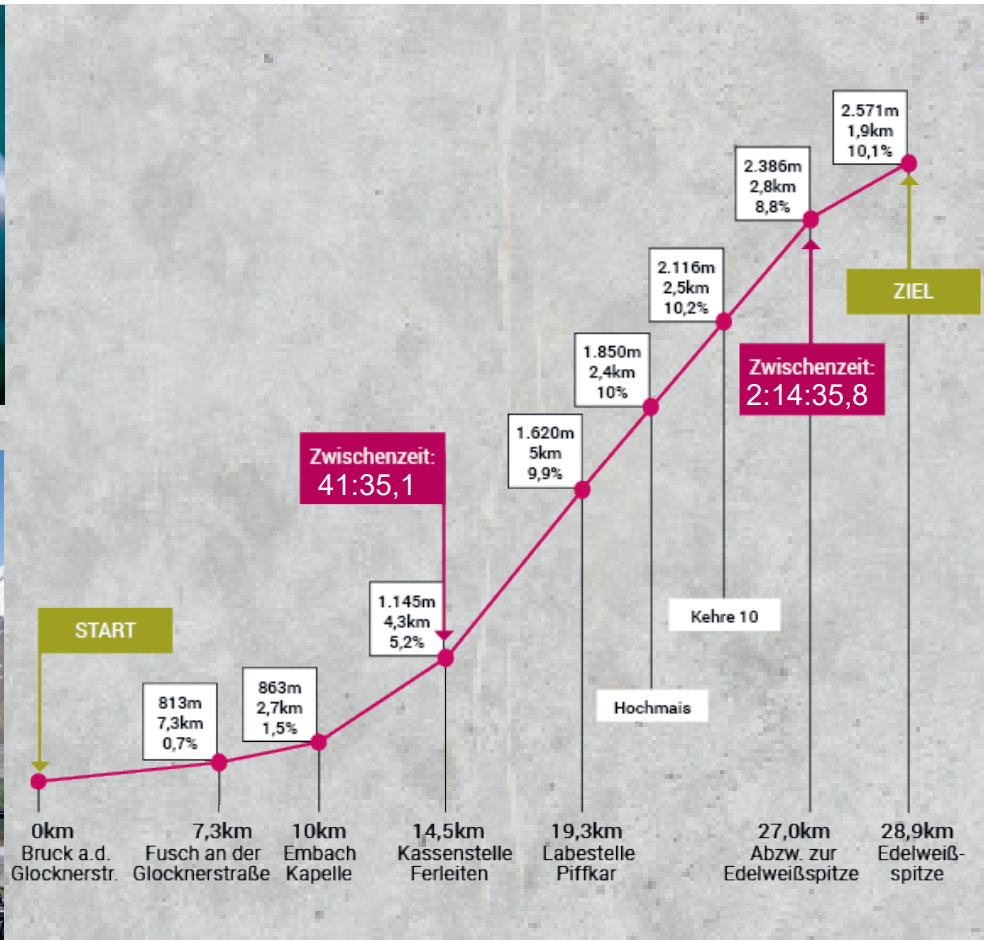 2.571m
1,9km
10,1%
2.386m
2,8km
8,8%
2.116m
2,5km
10,2%
1.850m
2,4km
10%
1.620m
5km
9,9%
1.145m
4,3km
5,2%
863m
2,7km
1,5%
813m
7,3km
0,7%
START
Zwischenzeit:
41:35,1
Zwischenzeit:
2:14:35,8
ZIEL
Kehre 10
Hochmais
0km
Bruck a.d.
Glocknerstr.
7,3km
Fusch an der
Glocknerstraße
10km
Embach
Kapelle
14,5km
Kassenstelle
Ferleiten
19,3km
Labestelle
Piffkar
27,0km
Abzw. zur
Edelweißspitze
28,9km
Edelweiß-
spitze